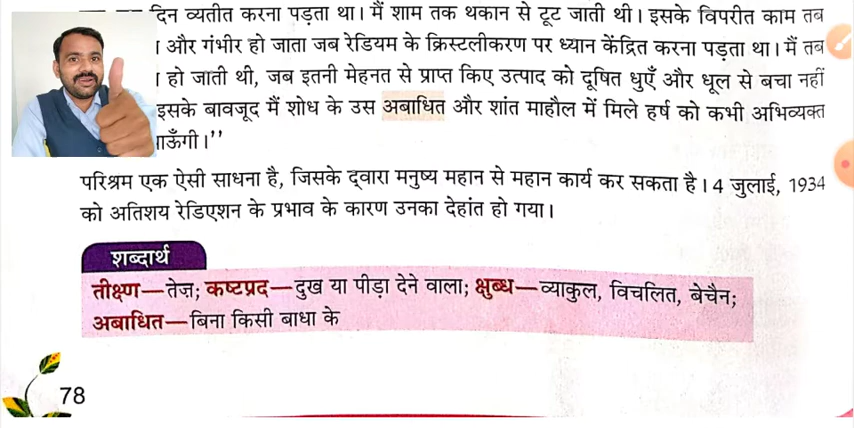 दिन व्यतीत करना पड़ता था। मैं शाम तक थकान से टूट जाती थी। इसके विपरीत काम तब
और गंभीर हो जाता जब रेडियम के क्रिस्टलीकरण पर ध्यान केंद्रित करना पड़ता था। मैं तब
हो जाती थी, जब इतनी मेहनत से प्राप्त किए उत्पाद को दूषित धुएँ और धूल से बचा नहीं
इसके बावजूद मैं शोध के उस अबाधित और शांत माहौल में मिले हर्ष को कभी अभिव्यक्त
पाऊँगी।’’
परिश्रम एक ऐसी साधना है, जिसके द्वारा मनुष्य महान से महान कार्य कर सकता है। 4 जुलाई, 1934
को अतिशय रेडिएशन के प्रभाव के कारण उनका देहांत हो गया।
शब्दार्थ
तीक्ष्ण—तेज़; कष्टप्रद—दुख या पीड़ा देने वाला; क्षुब्ध—व्याकुल, विचलित, बेचैन;
अबाधित—बिना किसी बाधा के
78